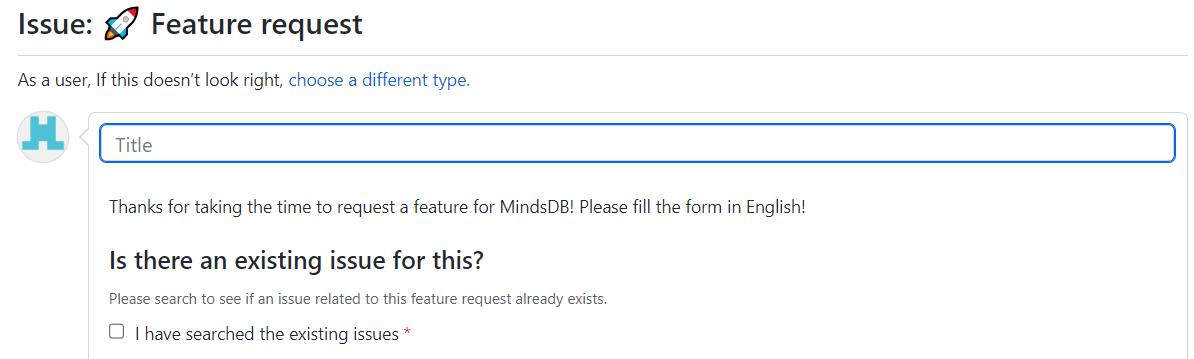 Issue: 🚀 Feature request
As a user, If this doesn't look right, choose a different type.
Title
Thanks for taking the time to request a feature for MindsDB! Please fill the form in English!
Is there an existing issue for this?
Please search to see if an issue related to this feature request already exists.
I have searched the existing issues *